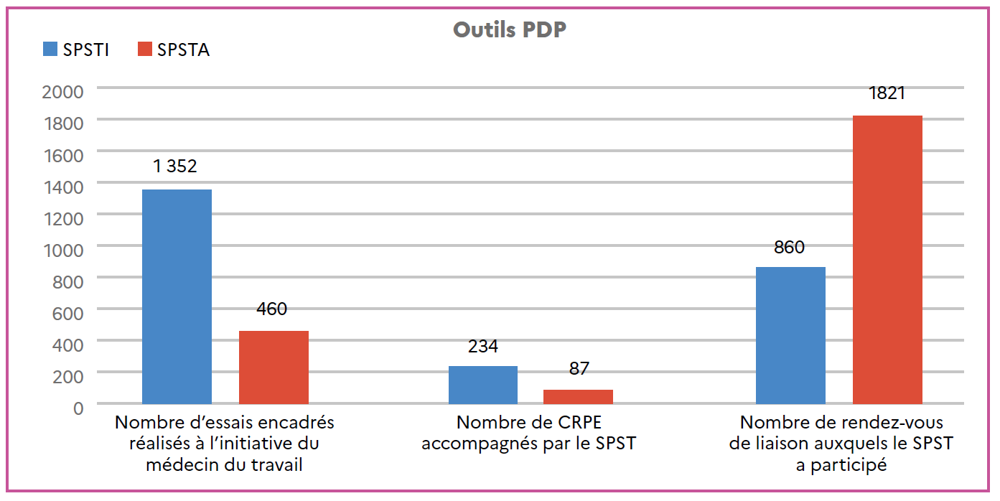 Outils PDP
SPSTI SPSTA
2000
1800
1600
1400
1200
1000
800
600
400
200
0
1 352
460
234
87
860
1821
Nombre d’essais encadrés
réalisés à l’initiative du
médecin du travail
Nombre de CRPE
accompagnés par le SPST
Nombre de rendez-vous
de liaison auxquels le SPST
a participé